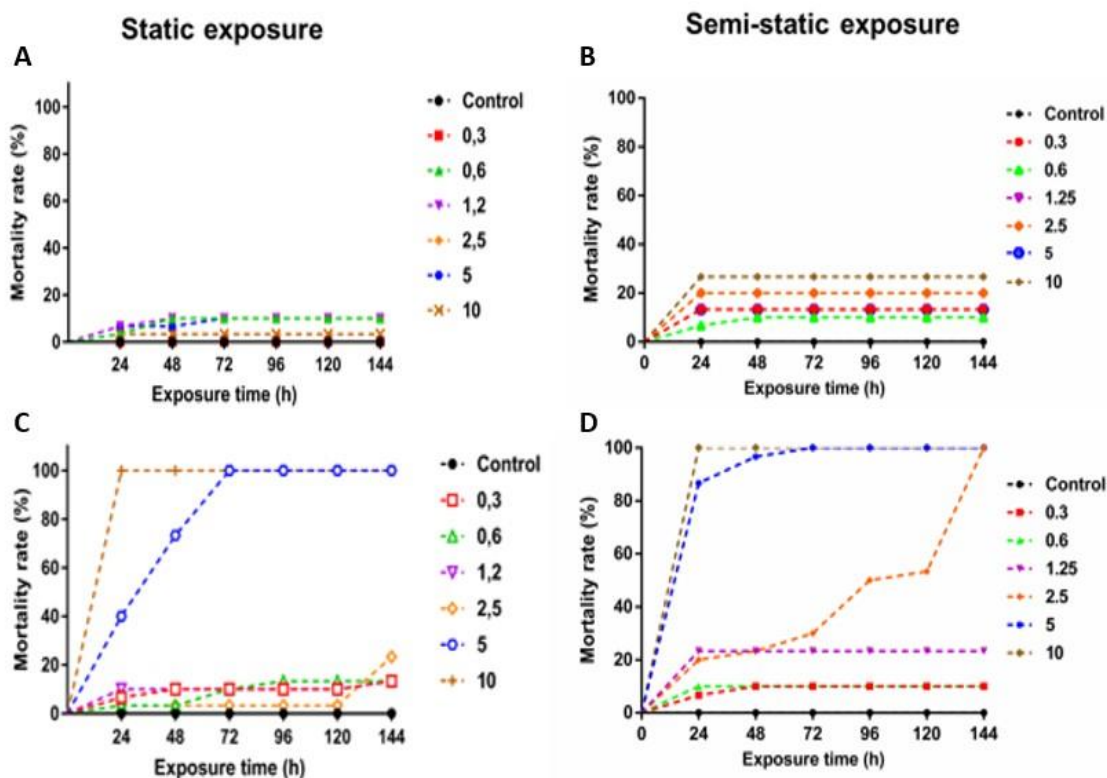 Static exposure
Semi-static exposure
A
Mortality rate (%)
100
80
60
40
20
0
24 48 72 96 120 144
Exposure time (h)
Control
0,3
0,6
1,2
2,5
5
10
B
Mortality rate (%)
100
80
60
40
20
0
0 24 48 72 96 120 144
Exposure time (h)
Control
0.3
0.6
1.25
2.5
5
10
C
Mortality rate (%)
100
80
60
40
20
0
24 48 72 96 120 144
Exposure time (h)
Control
0,3
0,6
1,2
2,5
5
10
D
Mortality rate (%)
100
80
60
40
20
0
0 24 48 72 96 120 144
Exposure time (h)
Control
0.3
0.6
1.25
2.5
5
10